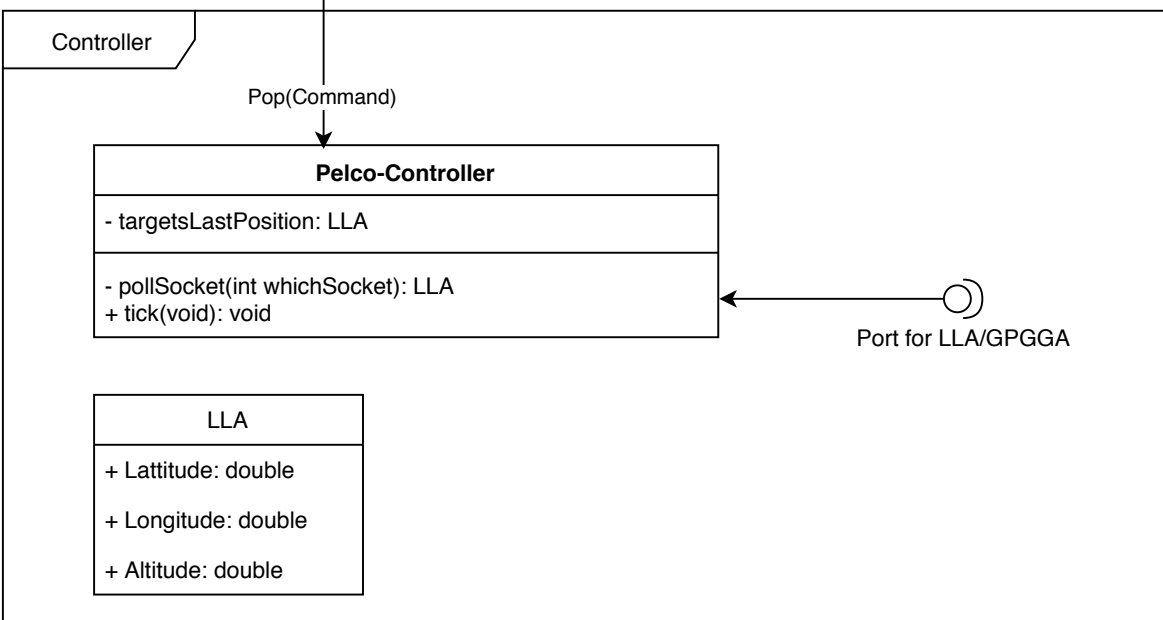 Controller
Pop(Command)
Pelco-Controller
- targetsLastPosition: LLA
- pollSocket(int whichSocket): LLA
+ tick(void): void
Port for LLA/GPGGA
LLA
+ Lattitude: double
+ Longitude: double
+ Altitude: double